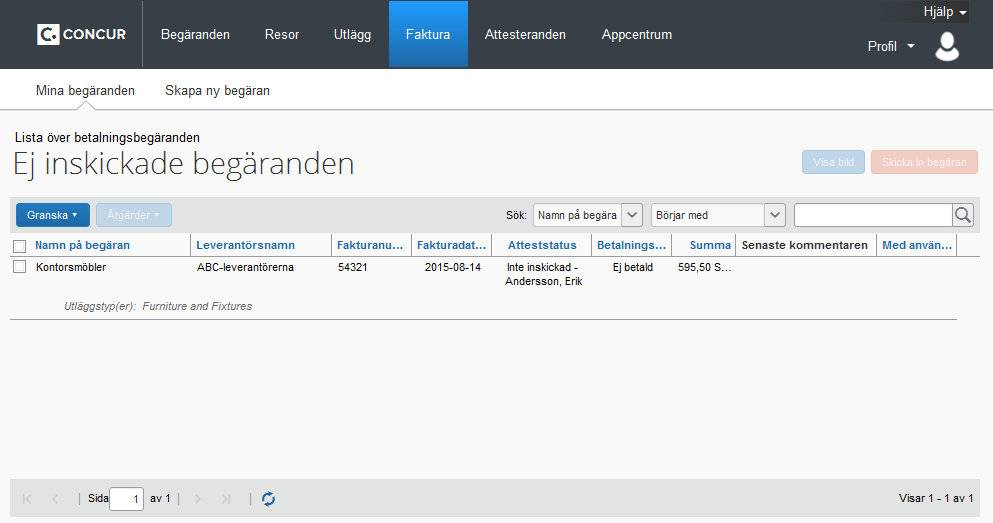 Hjälp
CONCUR Begäranden Resor Utlägg Faktura Attesteranden Appcentrum Profil
Mina begäranden Skapa ny begäran
Lista över betalningsbegäranden
Ej inskickade begäranden
Visa bild Skicka in begäran
Granska Åtgärder Sök: Namn på begära Börjar med
Namn på begäran Leverantörsnamn Fakturanu... Fakturadat... Atteststatus Betalnings... Summa Senaste kommentaren Med använ...
Kontorsmöbler ABC-leverantörerna 54321 2015-08-14 Inte inskickad - Ej betald 595,50 S...
Andersson, Erik
Utläggstyp(er): Furniture and Fixtures
Sida 1 av 1 Visar 1 - 1 av 1